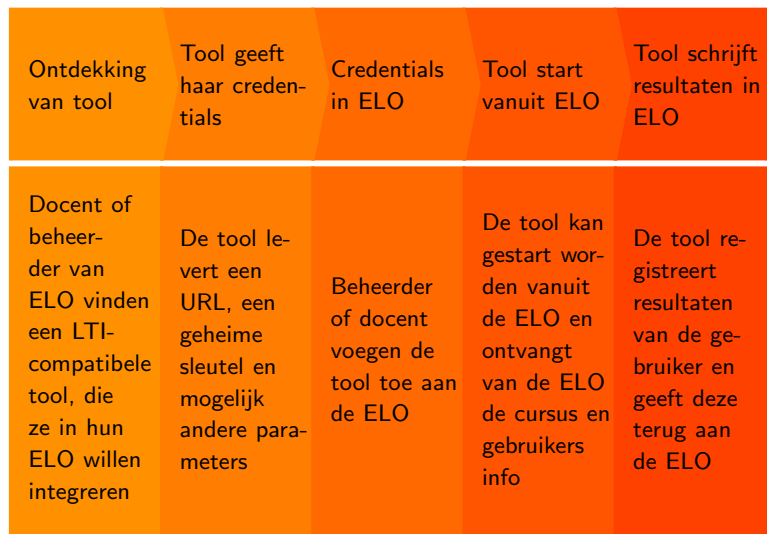 Ontdekking
van tool
Tool geeft
haar creden-
tials
Credentials
in ELO
Tool start
vanuit ELO
Tool schrijft
resultaten in
ELO
Docent of
beheer-
der van
ELO vinden
een LTI-
compatibele
tool, die
ze in hun
ELO willen
integreren
De tool le-
vert een
URL, een
geheime
sleutel en
mogelijk
andere para-
meters
Beheerder
of docent
voegen de
tool toe aan
de ELO
De tool kan
gestart wor-
den vanuit
de ELO en
ontvangt
van de ELO
de cursus en
gebruikers
info
De tool re-
gistreert
resultaten
van de ge-
bruiker en
geeft deze
terug aan
de ELO